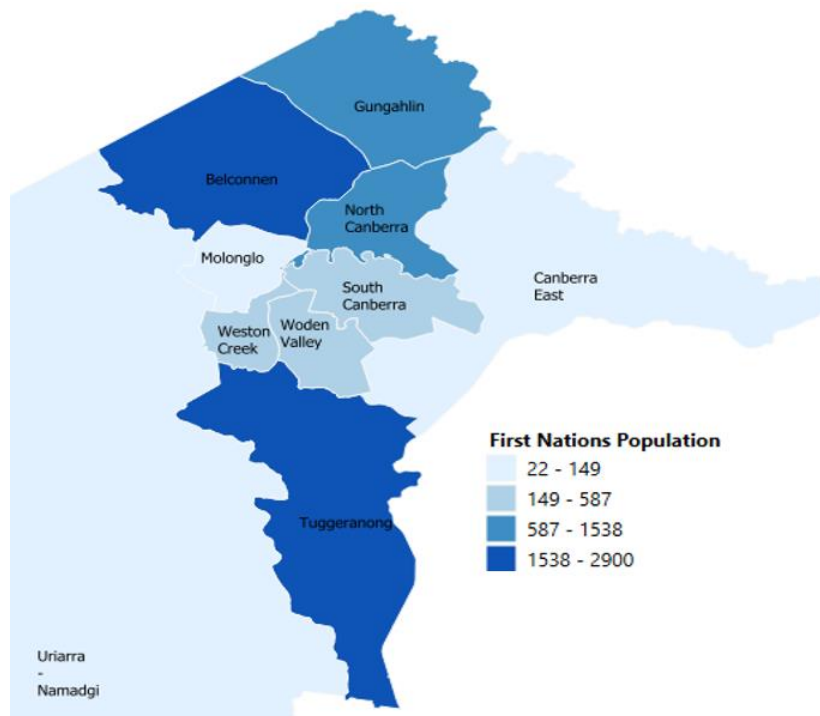 Gungahlin
Belconnen
North
Canberra
Molonglo
Canberra
East
South
Canberra
Weston
Creek
Woden
Valley
First Nations Population
22 - 149
149 - 587
587 - 1538
1538 - 2900
Tuggeranong
Uriarra
-
Namadgi